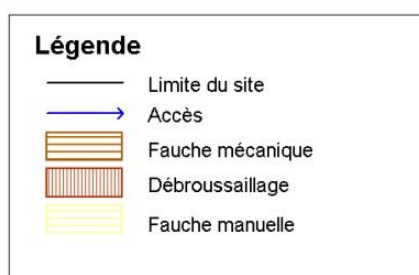 Légende
Limite du site
Accès
Fauche mécanique
Débroussaillage
Fauche manuelle